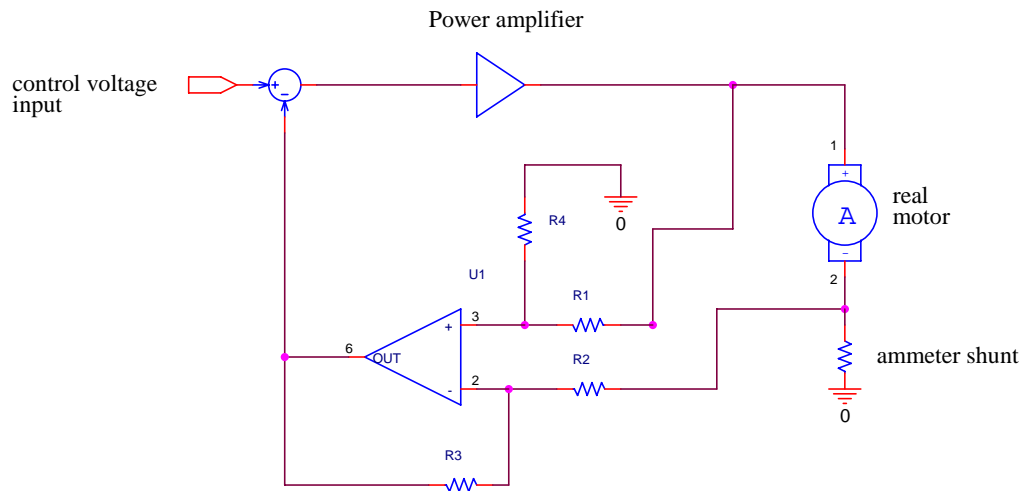 Power amplifier
control voltage
input
+
-
1
+
A
-
2
real
motor
R4
0
U1
R1
3
+
6
OUT
R2
2
-
ammeter shunt
0
R3